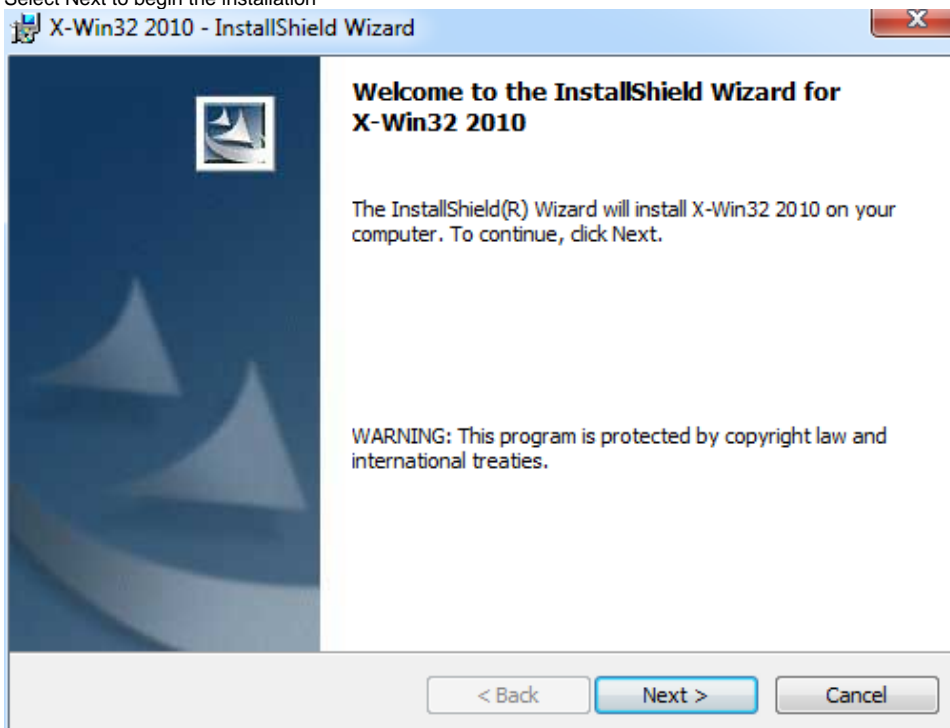 Select Next to begin the installation
X-Win32 2010 - InstallShield Wizard
Welcome to the InstallShield Wizard for
X-Win32 2010
The InstallShield(R) Wizard will install X-Win32 2010 on your
computer. To continue, click Next.
WARNING: This program is protected by copyright law and
international treaties.
< Back Next > Cancel